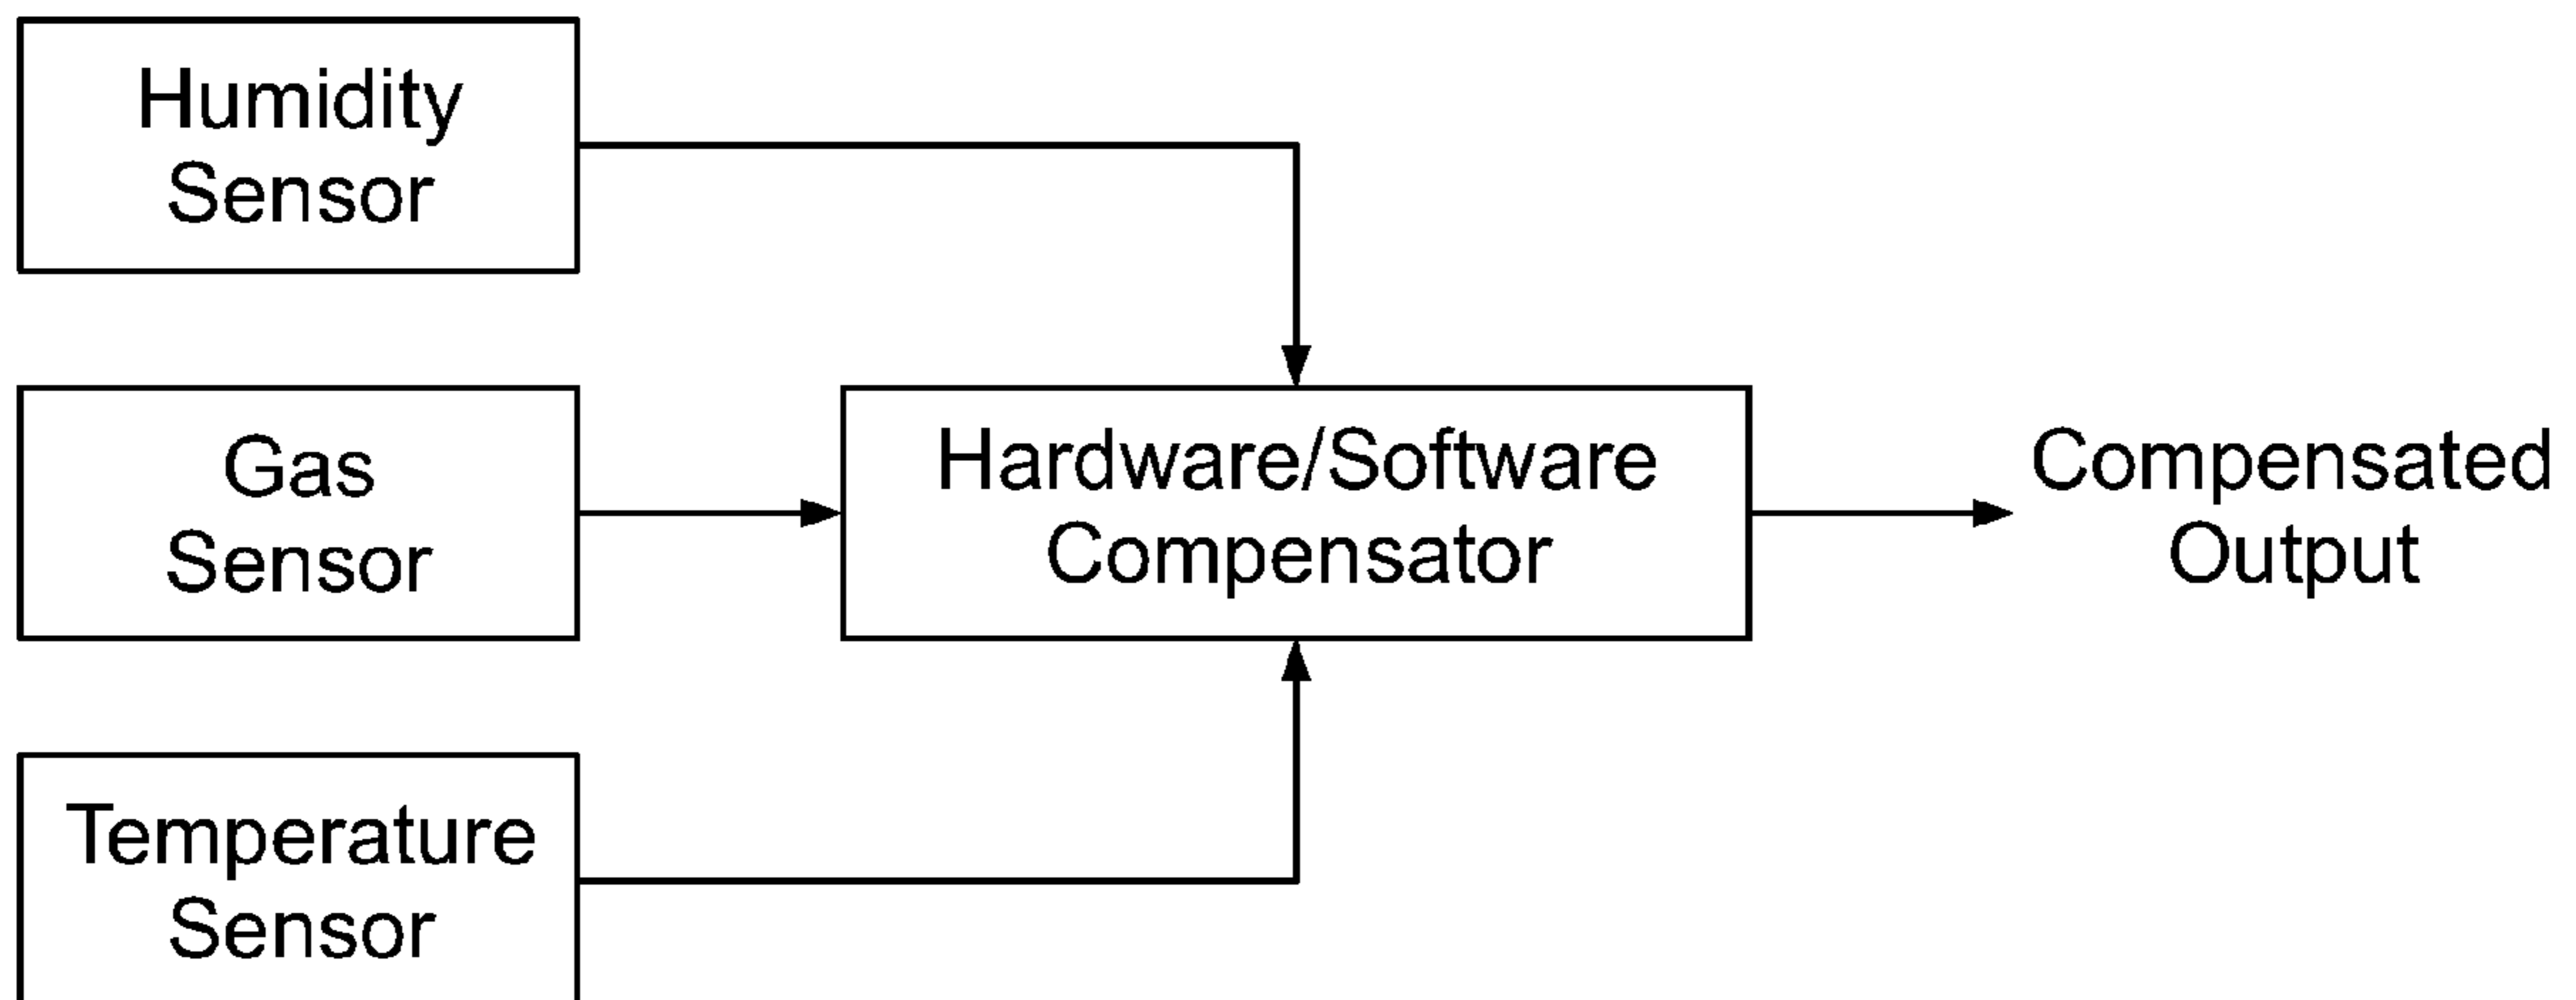 Humidity
Sensor
Gas
Sensor
Hardware/Software
Compensator
Compensated
Output
Temperature
Sensor